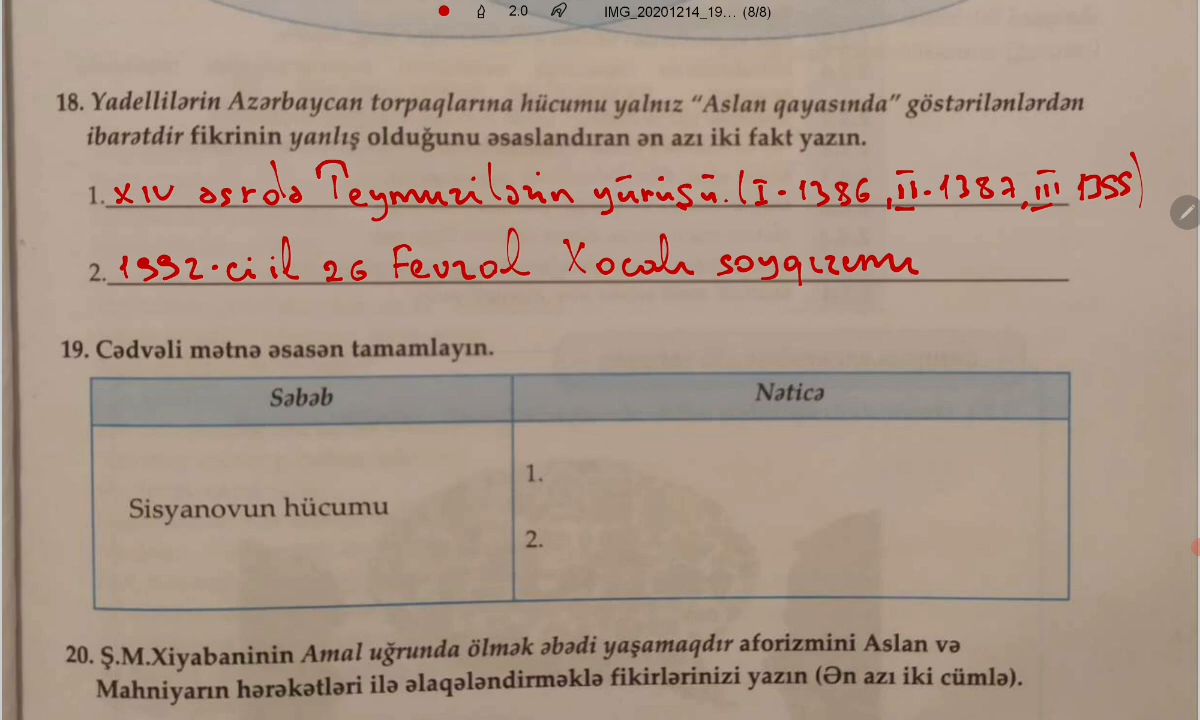 2.0 IMG_20201214_19… (8/8)
18. Yadellilərin Azərbaycan torpaqlarına hücumu yalnız “Aslan qayasında” göstərilənlərdən
ibarətdir fikrinin yanlış olduğunu əsaslandıran ən azı iki fakt yazın.
1. XIV əsrdə Teymurilərin yürüşü. (I - 1386, II - 1387, III
2. 1992-ci il 26 Fevral Xocalı soyqırımı
19. Cədvəli mətnə əsasən tamamlayın.
Səbəb Nəticə
1.
Sisyanovun hücumu
2.
20. Ş.M.Xiyabaninin Amal uğrunda ölmək əbədi yaşamaqdır aforizmini Aslan və
Mahniyarın hərəkətləri ilə əlaqələndirməklə fikirlərinizi yazın (Ən azı iki cümlə).